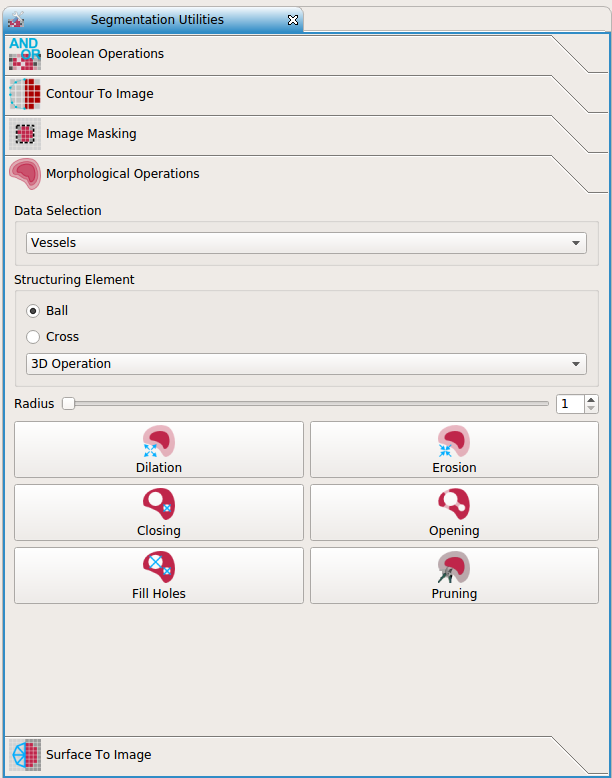 Segmentation Utilities
AND
OR
Boolean Operations
Contour To Image
Image Masking
Morphological Operations
Data Selection
Vessels
Structuring Element
Ball
Cross
3D Operation
Radius 1
Dilation Erosion
Closing Opening
Fill Holes Pruning
Surface To Image